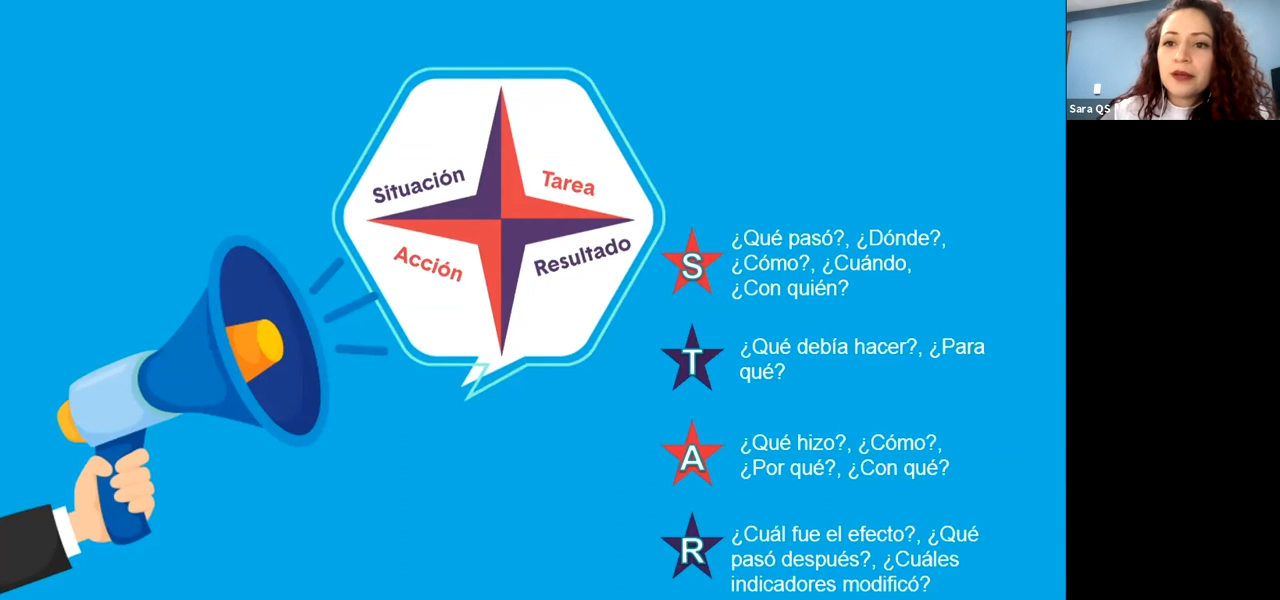 Situación
Tarea
Acción
Resultado
S
¿Qué pasó?, ¿Dónde?,
¿Cómo?, ¿Cuándo,
¿Con quién?
T
¿Qué debía hacer?, ¿Para
qué?
A
¿Qué hizo?, ¿Cómo?,
¿Por qué?, ¿Con qué?
R
¿Cuál fue el efecto?, ¿Qué
pasó después?, ¿Cuáles
indicadores modificó?
Sara QS